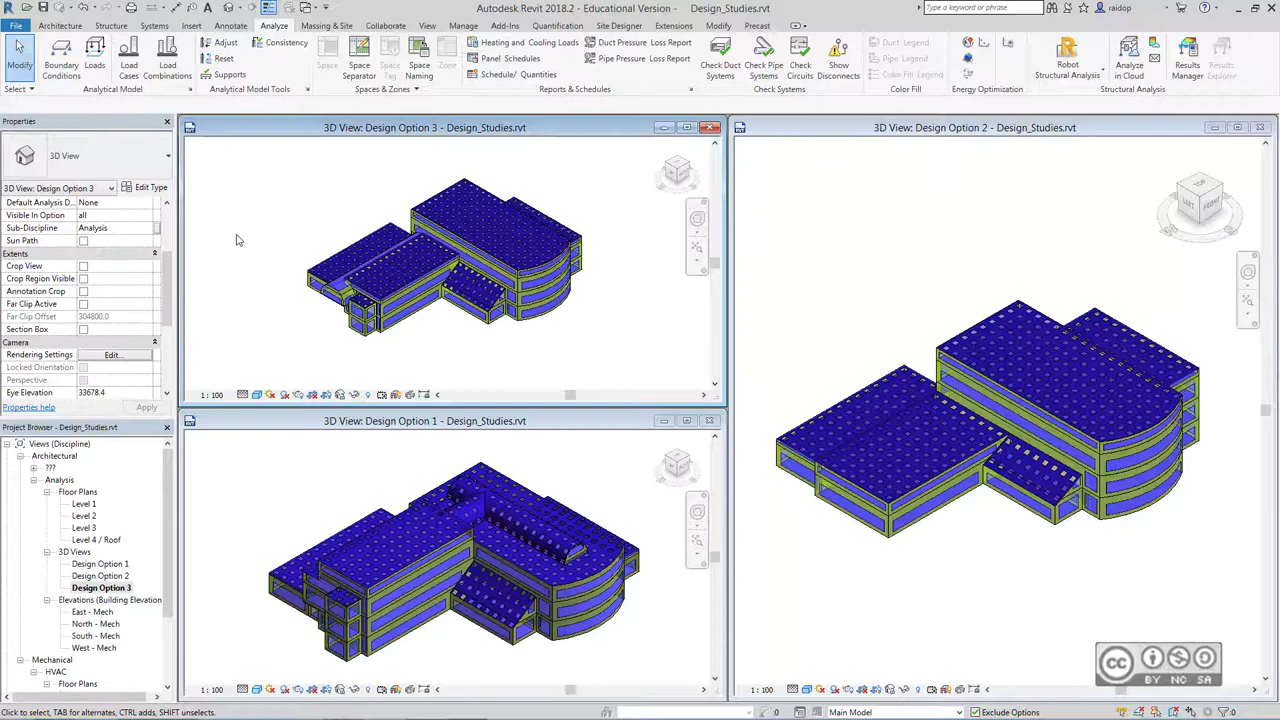 Autodesk Revit 2018.2 - Educational Version - Design_Studies.rvt
Type a keyword or phrase
raidop
File Architecture Structure Systems Insert Annotate Analyze Massing & Site Collaborate View Manage Add-Ins Quantification Site Designer Extensions Modify Precast
Modify
Select
Boundary Conditions
Loads
Load Cases
Load Combinations
Analytical Model
Adjust
Reset
Supports
Consistency
Analytical Model Tools
Space
Space Separator
Space Tag
Space Naming
Zone
Spaces & Zones
Heating and Cooling Loads
Panel Schedules
Schedule/ Quantities
Duct Pressure Loss Report
Pipe Pressure Loss Report
Reports & Schedules
Check Duct Systems
Check Pipe Systems
Check Circuits
Show Disconnects
Check Systems
Duct Legend
Pipe Legend
Color Fill Legend
Color Fill
Energy Optimization
Robot Structural Analysis
Analyze in Cloud
Results Manager
Results Explorer
Structural Analysis
Properties
3D View
3D View: Design Option 3
Edit Type
Default Analysis D... None
Visible In Option all
Sub-Discipline Analysis
Sun Path
Extents
Crop View
Crop Region Visible
Annotation Crop
Far Clip Active
Far Clip Offset 304800.0
Section Box
Camera
Rendering Settings Edit...
Locked Orientation
Perspective
Eye Elevation 33678.4
Properties help
Apply
Project Browser - Design_Studies.rvt
Views (Discipline)
Architectural
???
Analysis
Floor Plans
Level 1
Level 2
Level 3
Level 4 / Roof
3D Views
Design Option 1
Design Option 2
Design Option 3
Elevations (Building Elevation
East - Mech
North - Mech
South - Mech
West - Mech
Mechanical
HVAC
Floor Plans
3D View: Design Option 3 - Design_Studies.rvt
1 : 100
3D View: Design Option 1 - Design_Studies.rvt
1 : 100
3D View: Design Option 2 - Design_Studies.rvt
TOP
LEFT
FRONT
1 : 100
cc
BY NC SA
Click to select, TAB for alternates, CTRL adds, SHIFT unselects.
:0
Main Model
Exclude Options
:0